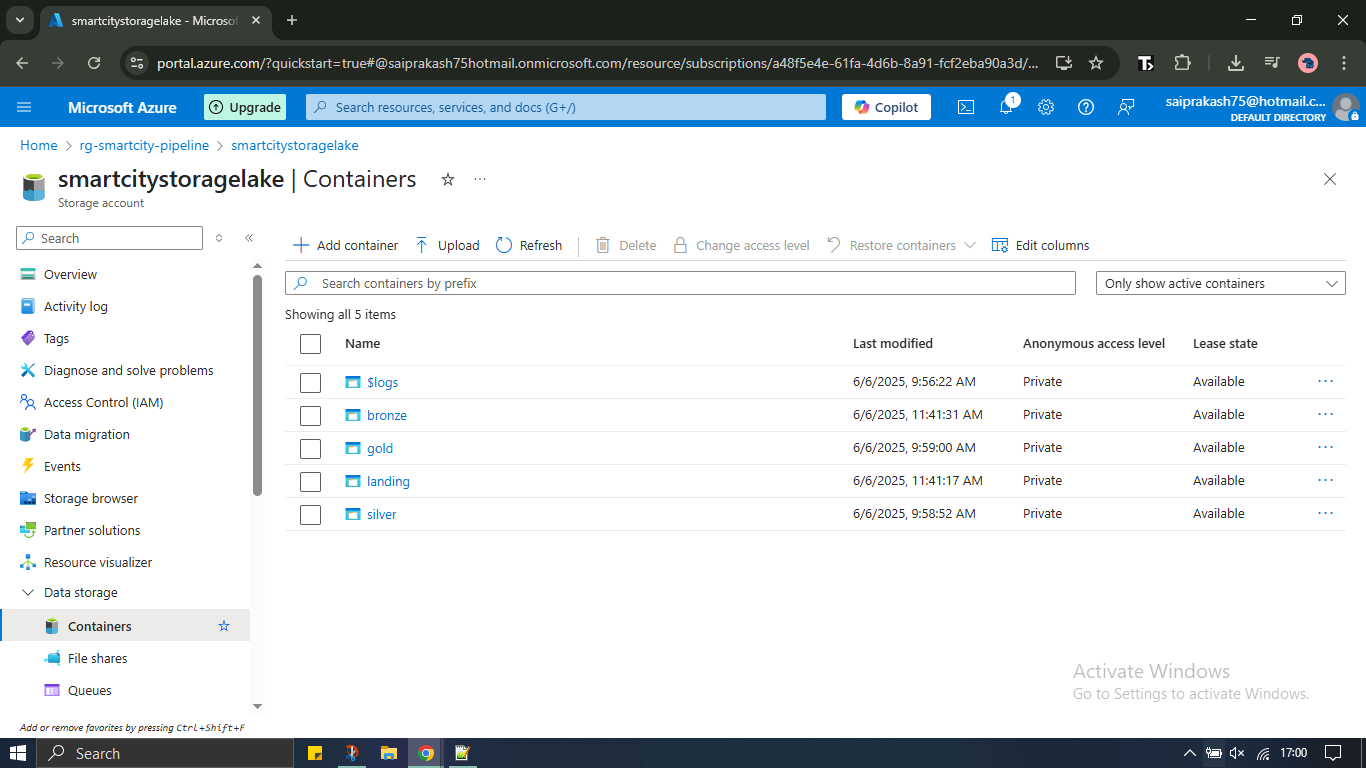 smartcitystoragelake - Microsof
portal.azure.com/?quickstart=true#@saiprakash75hotmail.onmicrosoft.com/resource/subscriptions/a48f5e4e-61fa-4d6b-8a91-fcf2eba90a3d/...
Microsoft Azure
Upgrade
Search resources, services, and docs (G+/)
Copilot
1
saiprakash75@hotmail.c...
DEFAULT DIRECTORY
Home > rg-smartcity-pipeline > smartcitystoragelake
smartcitystoragelake | Containers
Storage account
Search
Add container
Upload
Refresh
Delete
Change access level
Restore containers
Edit columns
Overview
Activity log
Tags
Diagnose and solve problems
Access Control (IAM)
Data migration
Events
Storage browser
Partner solutions
Resource visualizer
Data storage
Containers
File shares
Queues
Add or remove favorites by pressing Ctrl+Shift+F
Search containers by prefix
Only show active containers
Showing all 5 items
Name Last modified Anonymous access level Lease state
$logs 6/6/2025, 9:56:22 AM Private Available
bronze 6/6/2025, 11:41:31 AM Private Available
gold 6/6/2025, 9:59:00 AM Private Available
landing 6/6/2025, 11:41:17 AM Private Available
silver 6/6/2025, 9:58:52 AM Private Available
Activate Windows
Go to Settings to activate Windows.
Search
17:00